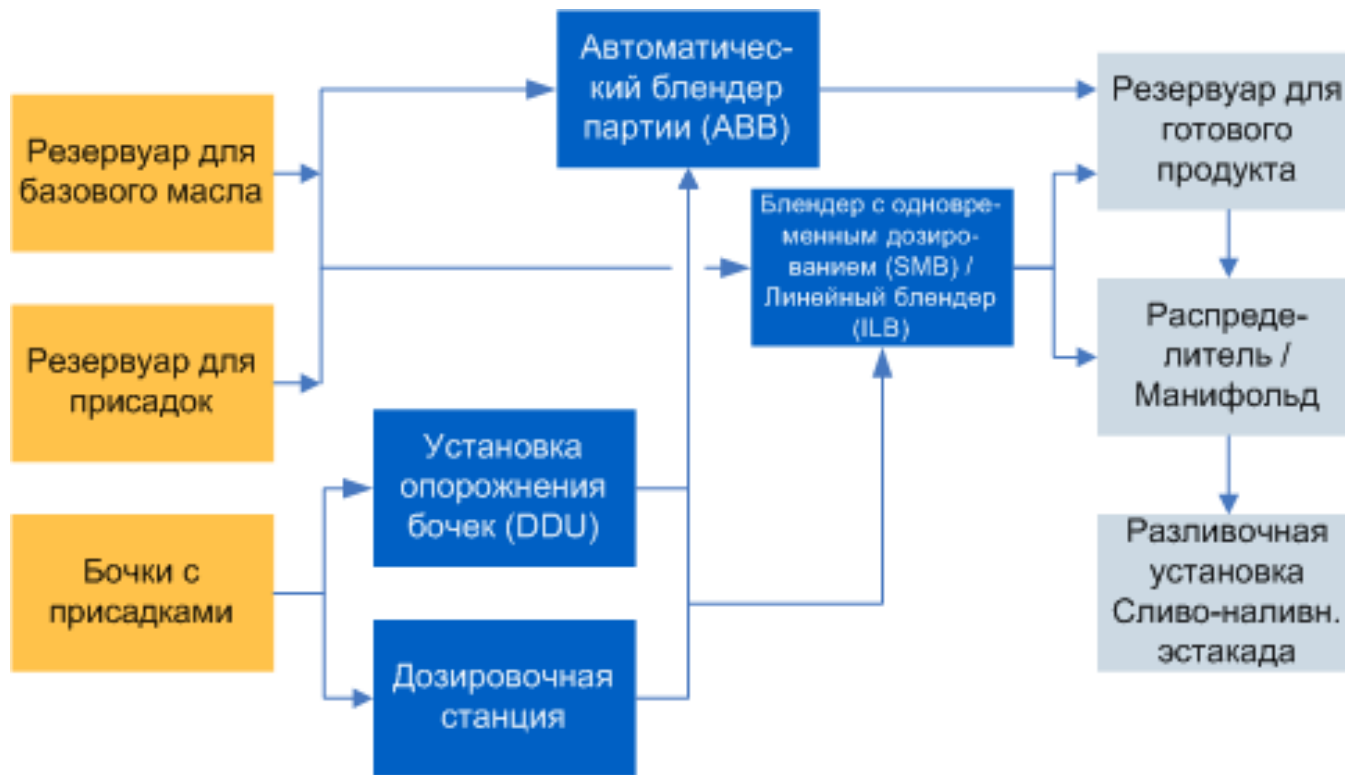 Автоматичес-
кий блендер
партии (ABB)
Резервуар для
базового масла
Резервуар для
готового
продукта
Блендер с одновре-
менным дозиро-
ванием (SMB) /
Линейный блендер
(ILB)
Резервуар для
присадок
Распреде-
литель /
Манифольд
Установка
опорожнения
бочек (DDU)
Бочки с
присадками
Разливочная
установка
Сливо-наливн.
эстакада
Дозировочная
станция